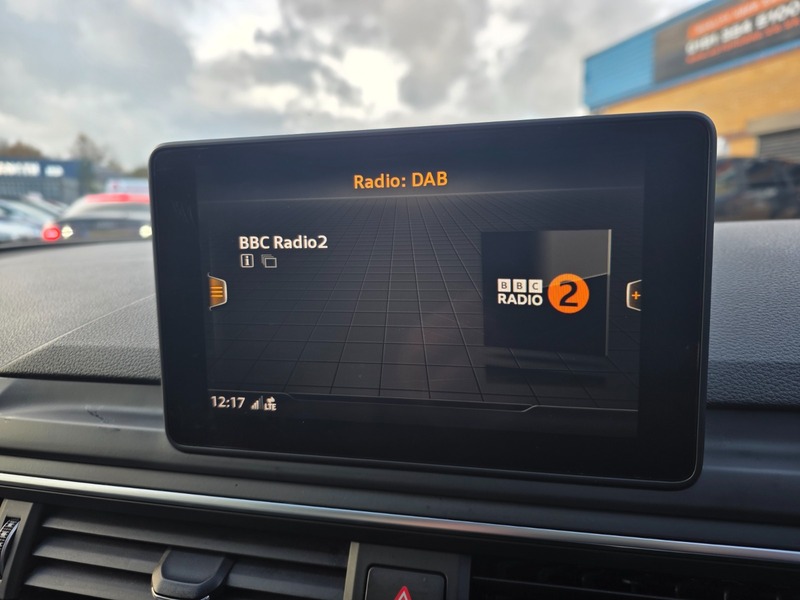 Radio: DAB
BBC Radio2
i
BBC
RADIO 2
+
12:17
LTE